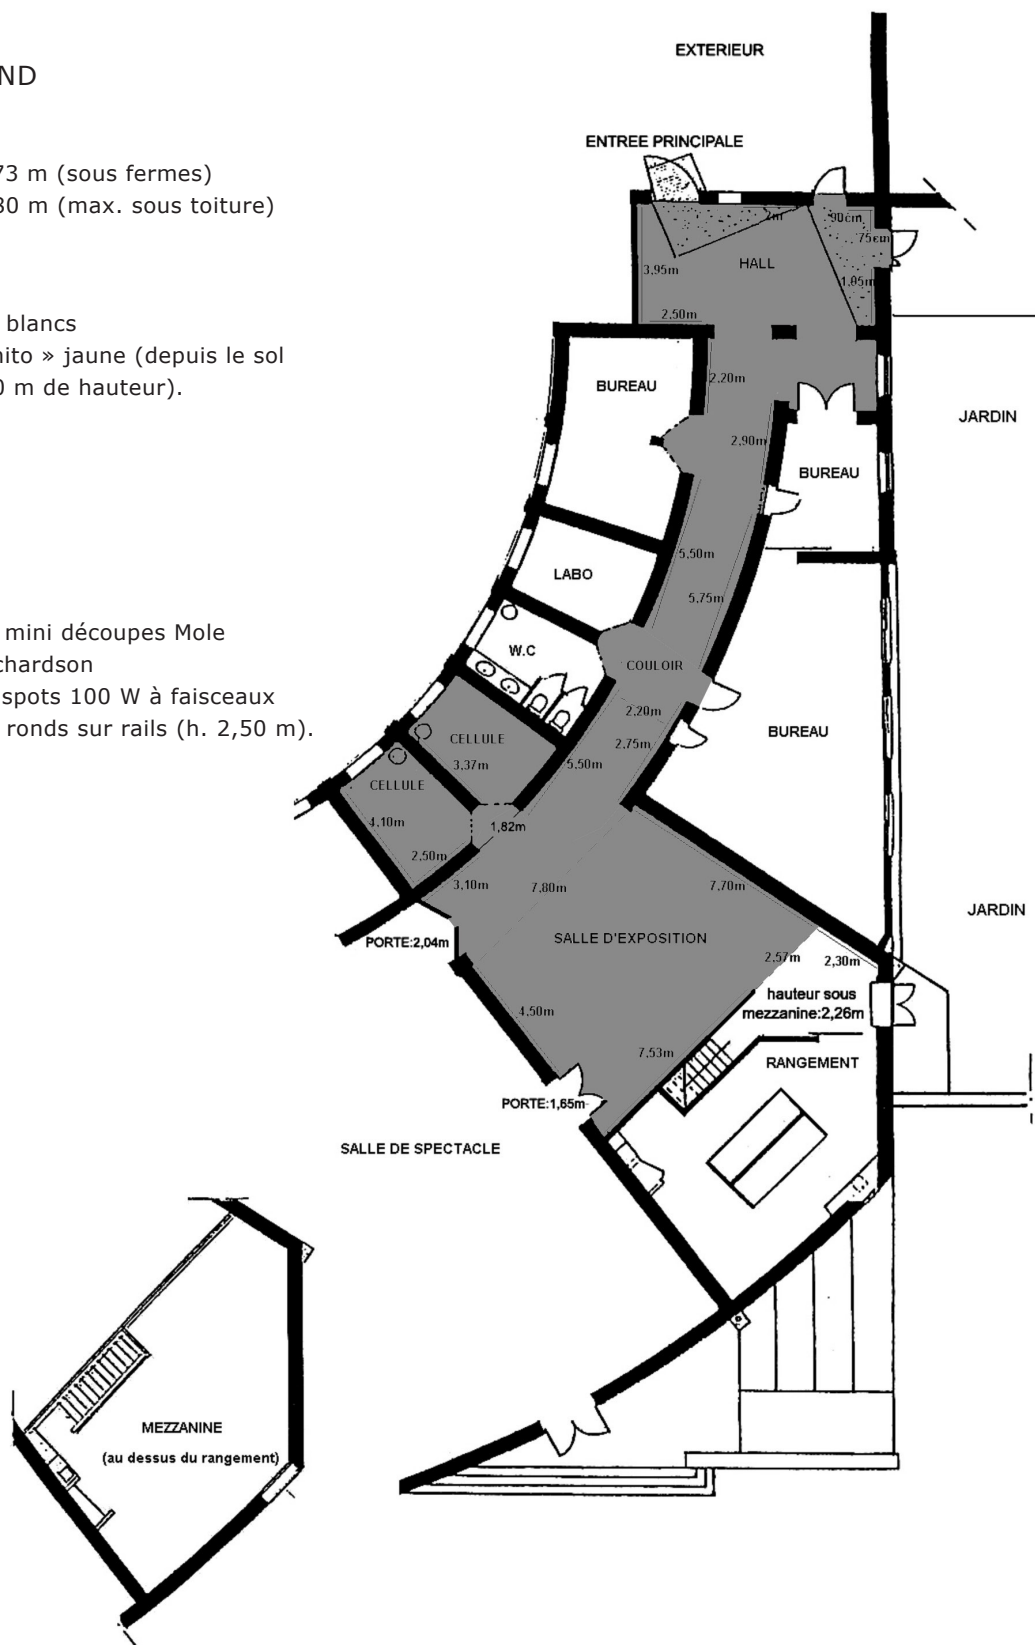 ND
73 m (sous fermes)
80 m (max. sous toiture)
blancs
nito » jaune (depuis le sol
0 m de hauteur).
mini découpes Mole
chardson
spots 100 W à faisceaux
ronds sur rails (h. 2,50 m).
EXTERIEUR
ENTREE PRINCIPALE
2m
90cm
75cm
HALL
3,95m
1,05m
2,50m
BUREAU
2,20m
JARDIN
2,90m
BUREAU
5,50m
LABO
5,75m
W.C
COULOIR
2,20m
BUREAU
CELLULE
2,75m
3,37m
5,50m
CELLULE
4,10m
1,82m
2,50m
3,10m
7,80m
7,70m
JARDIN
PORTE:2,04m
SALLE D'EXPOSITION
2,57m
2,30m
hauteur sous
mezzanine:2,26m
4,50m
7,53m
RANGEMENT
PORTE:1,65m
SALLE DE SPECTACLE
MEZZANINE
(au dessus du rangement)